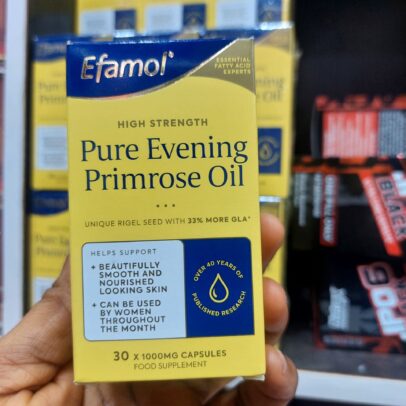 Efamol®
ESSENTIAL
FATTY ACID
EXPERTS
HIGH STRENGTH
Pure Evening
Primrose Oil
UNIQUE RIGEL SEED WITH 33% MORE GLA*
HELPS SUPPORT
+ BEAUTIFULLY
SMOOTH AND
NOURISHED
LOOKING SKIN
+ CAN BE USED
BY WOMEN
THROUGHOUT
THE MONTH
OVER 40 YEARS OF
PUBLISHED RESEARCH
30 X 1000MG CAPSULES
FOOD SUPPLEMENT
BLACK